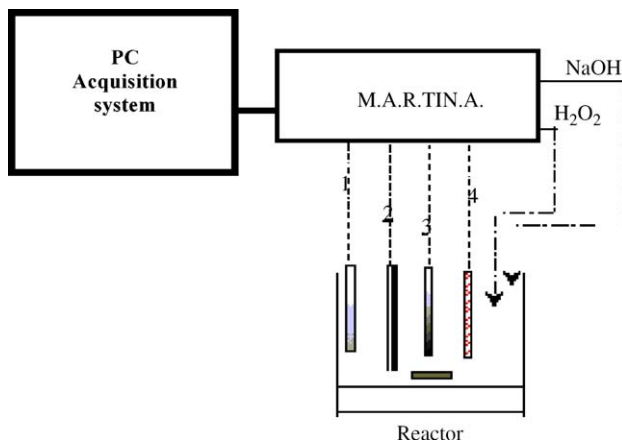 PC
Acquisition
system
M.A.R.TIN.A.
NaOH
H₂O₂
1
2
3
4
Reactor